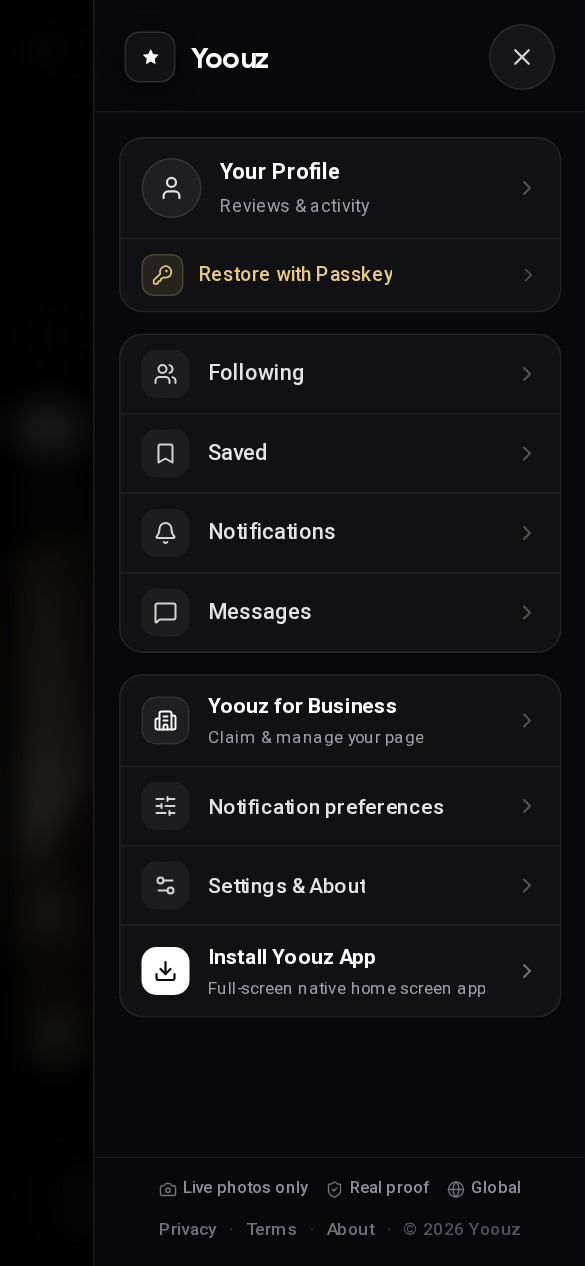 Yoouz
Your Profile
Reviews & activity
Restore with Passkey
Following
Saved
Notifications
Messages
Yoouz for Business
Claim & manage your page
Notification preferences
Settings & About
Install Yoouz App
Full-screen native home screen app
Live photos only Real proof Global
Privacy · Terms · About · © 2026 Yoouz